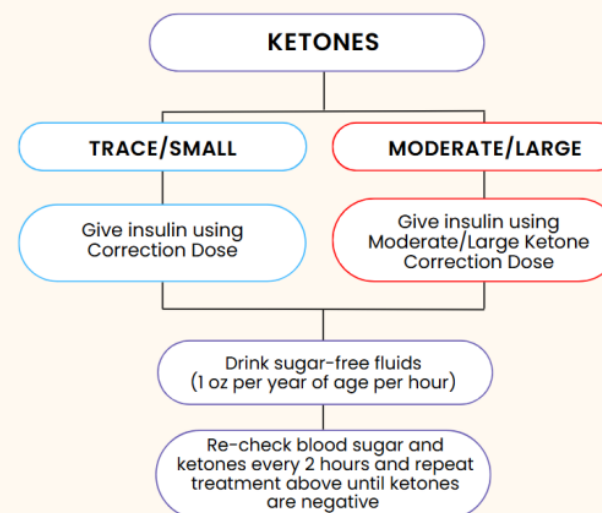 KETONES
TRACE/SMALL
MODERATE/LARGE
Give insulin using
Correction Dose
Give insulin using
Moderate/Large Ketone
Correction Dose
Drink sugar-free fluids
(1 oz per year of age per hour)
Re-check blood sugar and
ketones every 2 hours and repeat
treatment above until ketones
are negative